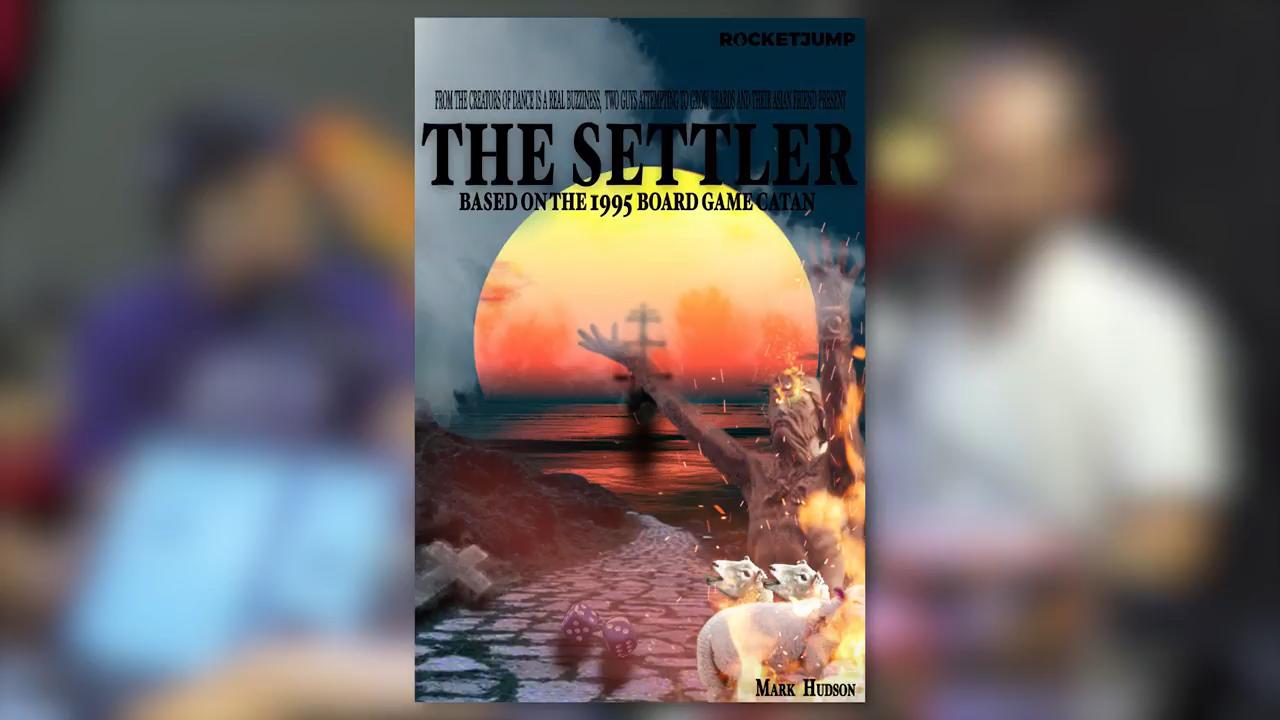 ROCKETJUMP
FROM THE CREATORS OF DANCE IS A REAL BUZZINESS, TWO GUYS ATTEMPTING TO GROW BEARDS AND THEIR ASIAN FRIEND PRESENT
THE SETTLER
BASED ON THE 1995 BOARD GAME CATAN
MARK HUDSON